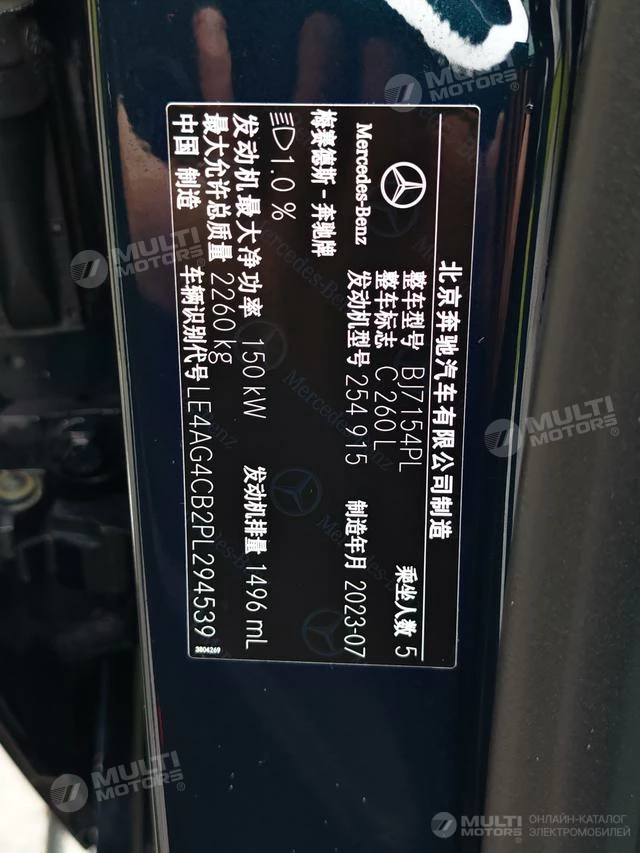 北京奔驰汽车有限公司制造
Mercedes-Benz
梅赛德斯-奔驰牌
整车型号 BJ7154PL 乘坐人数 5
整车标志 C 260 L
发动机型号 254 915 制造年月 2023-07
1.0 %
发动机最大净功率 150 kW 发动机排量 1496 mL
最大允许总质量 2260 kg
中国 制造 车辆识别代号 LE4AG4CB2PL294539
3804269
Mercedes-Benz
Mercedes-Benz
MULTI MOTORS®
MULTI MOTORS®
MULTI MOTORS®
MULTI MOTORS®
MULTI MOTORS®
ОНЛАЙН-КАТАЛОГ
ЭЛЕКТРОМОБИЛЕЙ